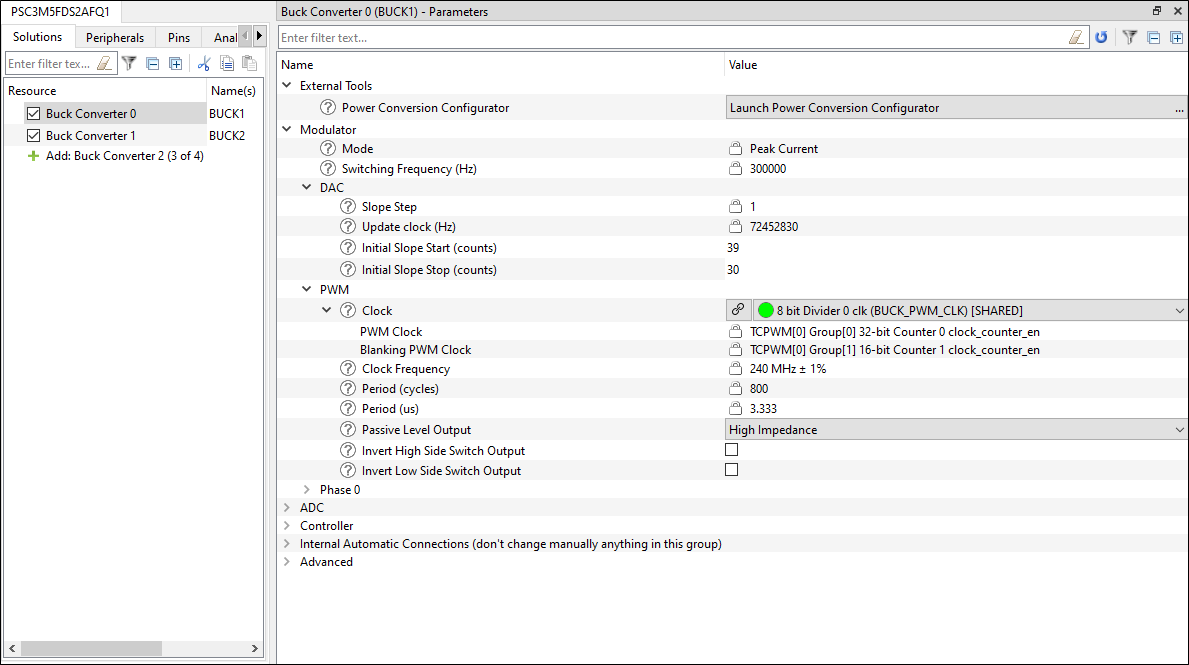 PSC3M5FDS2AFQ1
Solutions Peripherals Pins Anal
Enter filter tex...
Resource Name(s)
Buck Converter 0 BUCK1
Buck Converter 1 BUCK2
Add: Buck Converter 2 (3 of 4)
Buck Converter 0 (BUCK1) - Parameters
Enter filter text...
Name Value
External Tools
Power Conversion Configurator Launch Power Conversion Configurator ...
Modulator
Mode Peak Current
Switching Frequency (Hz) 300000
DAC
Slope Step 1
Update clock (Hz) 72452830
Initial Slope Start (counts) 39
Initial Slope Stop (counts) 30
PWM
Clock 8 bit Divider 0 clk (BUCK_PWM_CLK) [SHARED]
PWM Clock TCPWM[0] Group[0] 32-bit Counter 0 clock_counter_en
Blanking PWM Clock TCPWM[0] Group[1] 16-bit Counter 1 clock_counter_en
Clock Frequency 240 MHz ± 1%
Period (cycles) 800
Period (us) 3.333
Passive Level Output High Impedance
Invert High Side Switch Output
Invert Low Side Switch Output
Phase 0
ADC
Controller
Internal Automatic Connections (don't change manually anything in this group)
Advanced